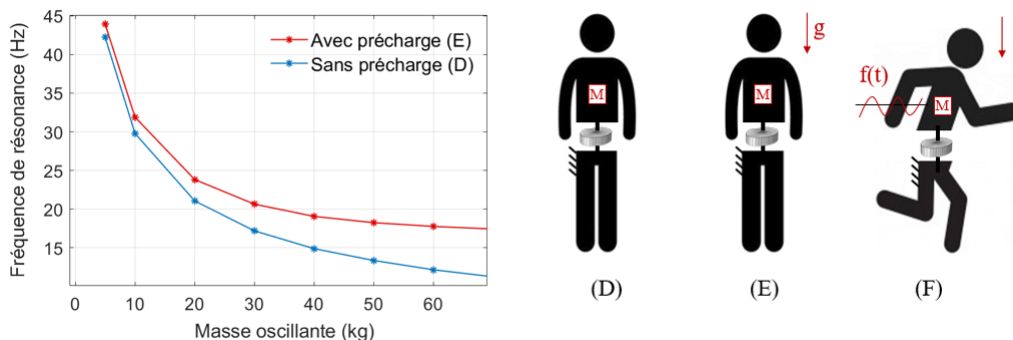 Fréquence de résonance (Hz)
45
40
35
30
25
20
15
0
10
20
30
40
50
60
Masse oscillante (kg)
Avec précharge (E)
Sans précharge (D)
M
(D)
M
g
(E)
f(t)
M
(F)